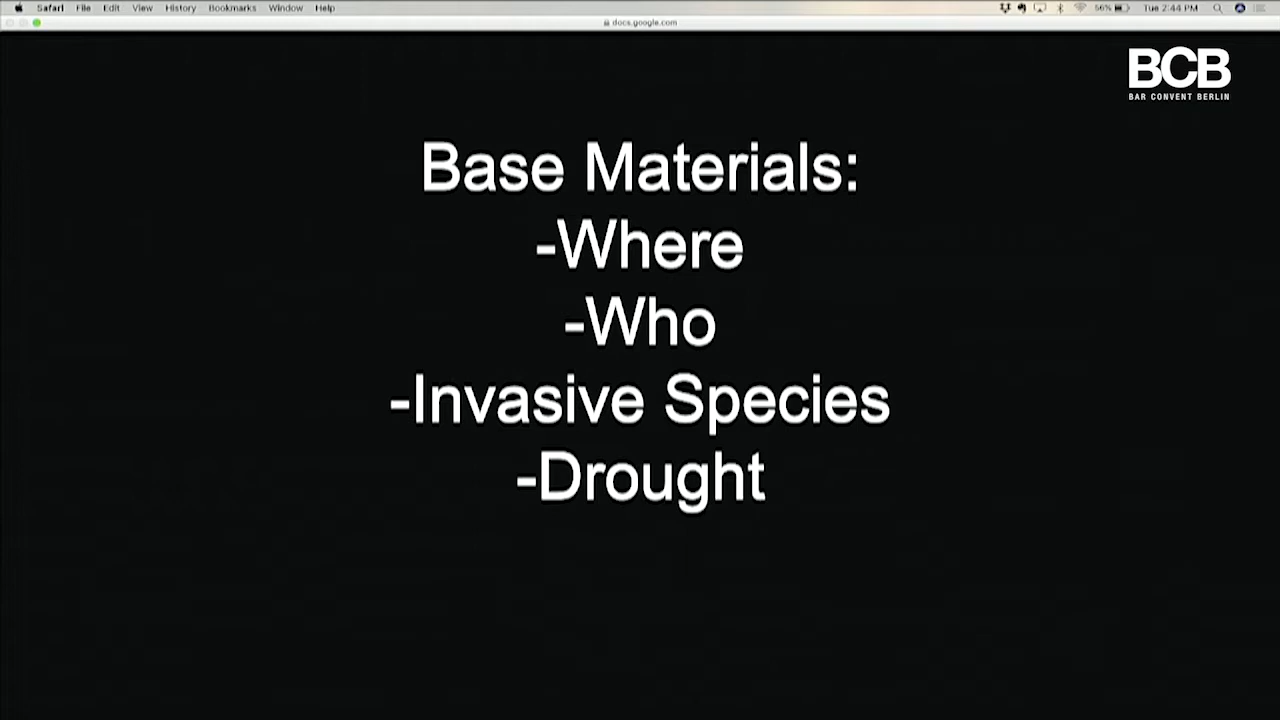 Safari File Edit View History Bookmarks Window Help 56% Tue 2:44 PM
docs.google.com
BCB
BAR CONVENT BERLIN
Base Materials:
-Where
-Who
-Invasive Species
-Drought